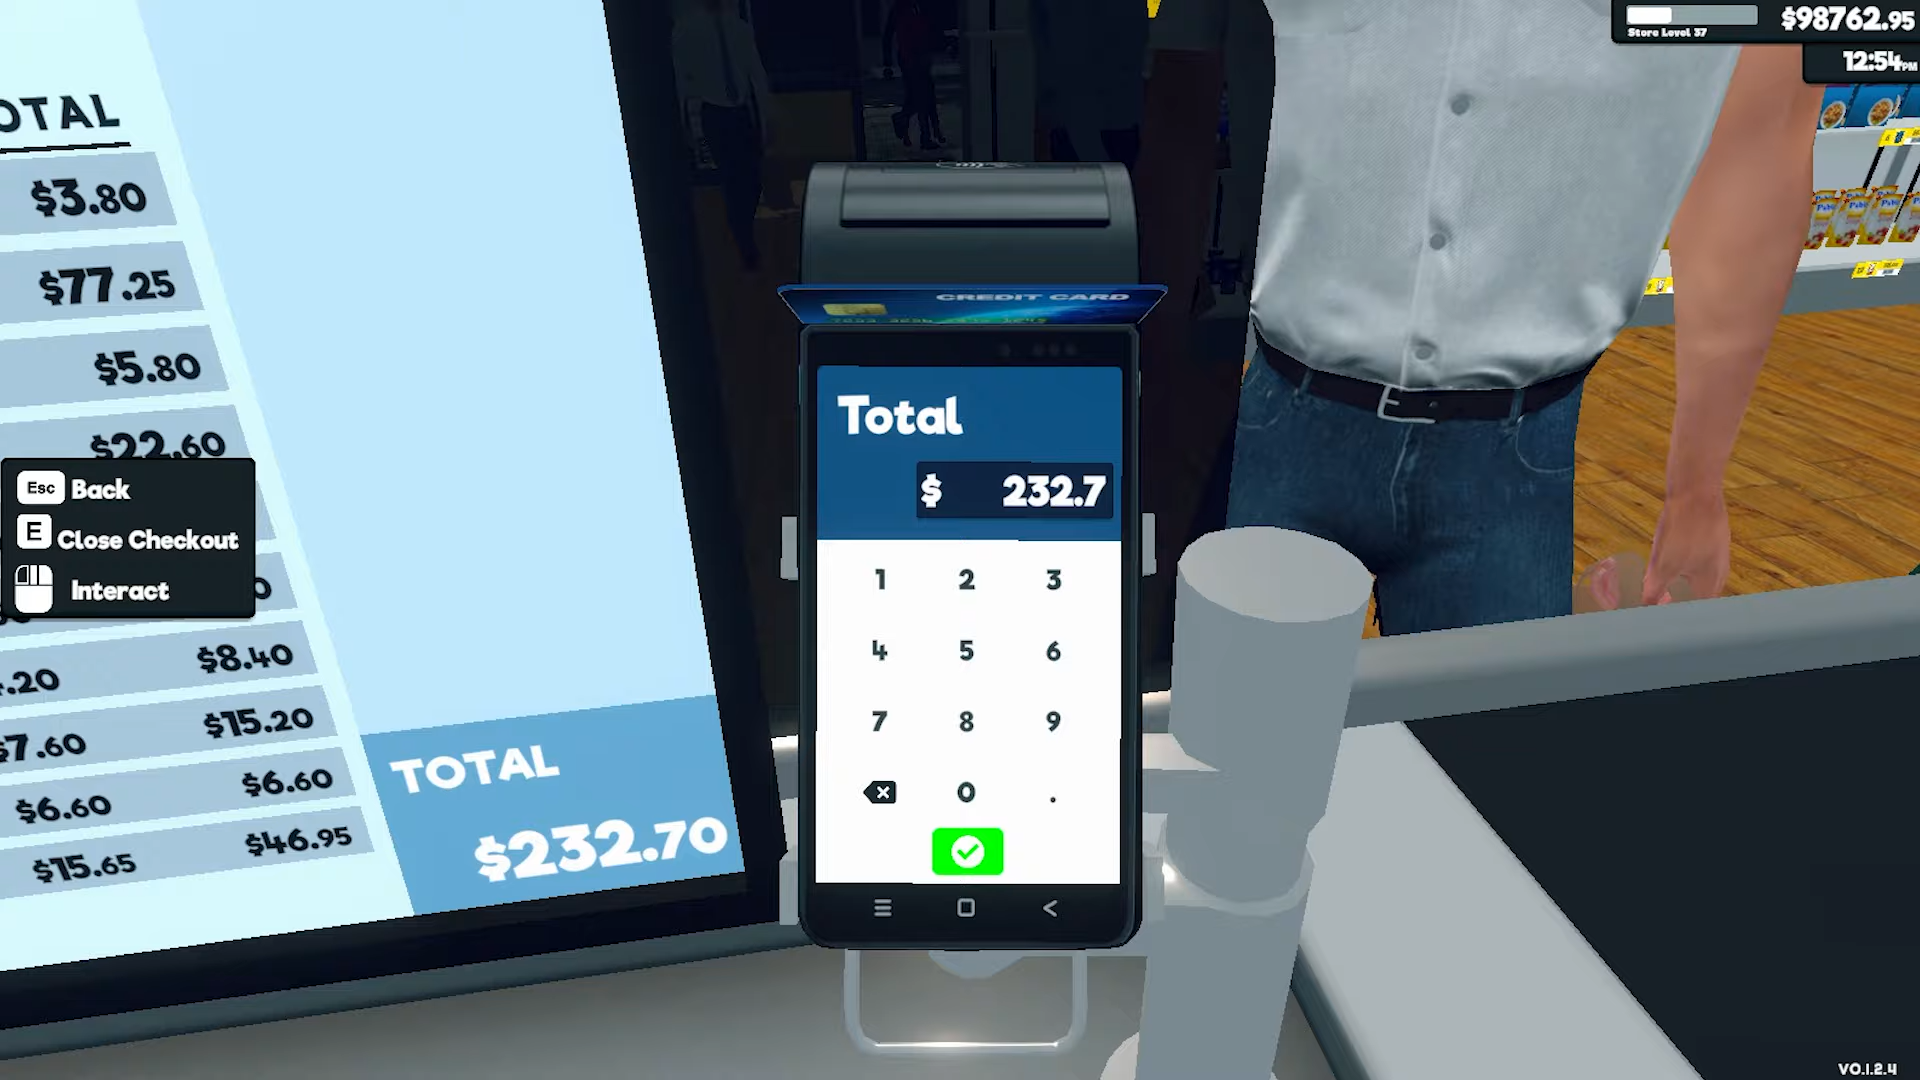 $98762.95
Store Level 37
12:54PM
OTAL
$3.80
$77.25
$5.80
$22.60
Esc Back
E Close Checkout
Interact
0
.20 $8.40
$7.60 $15.20
$6.60 $6.60
$15.65 $46.95
TOTAL
$232.70
CREDIT CARD
Total
$ 232.7
1 2 3
4 5 6
7 8 9
0 .
V0.1.2.4